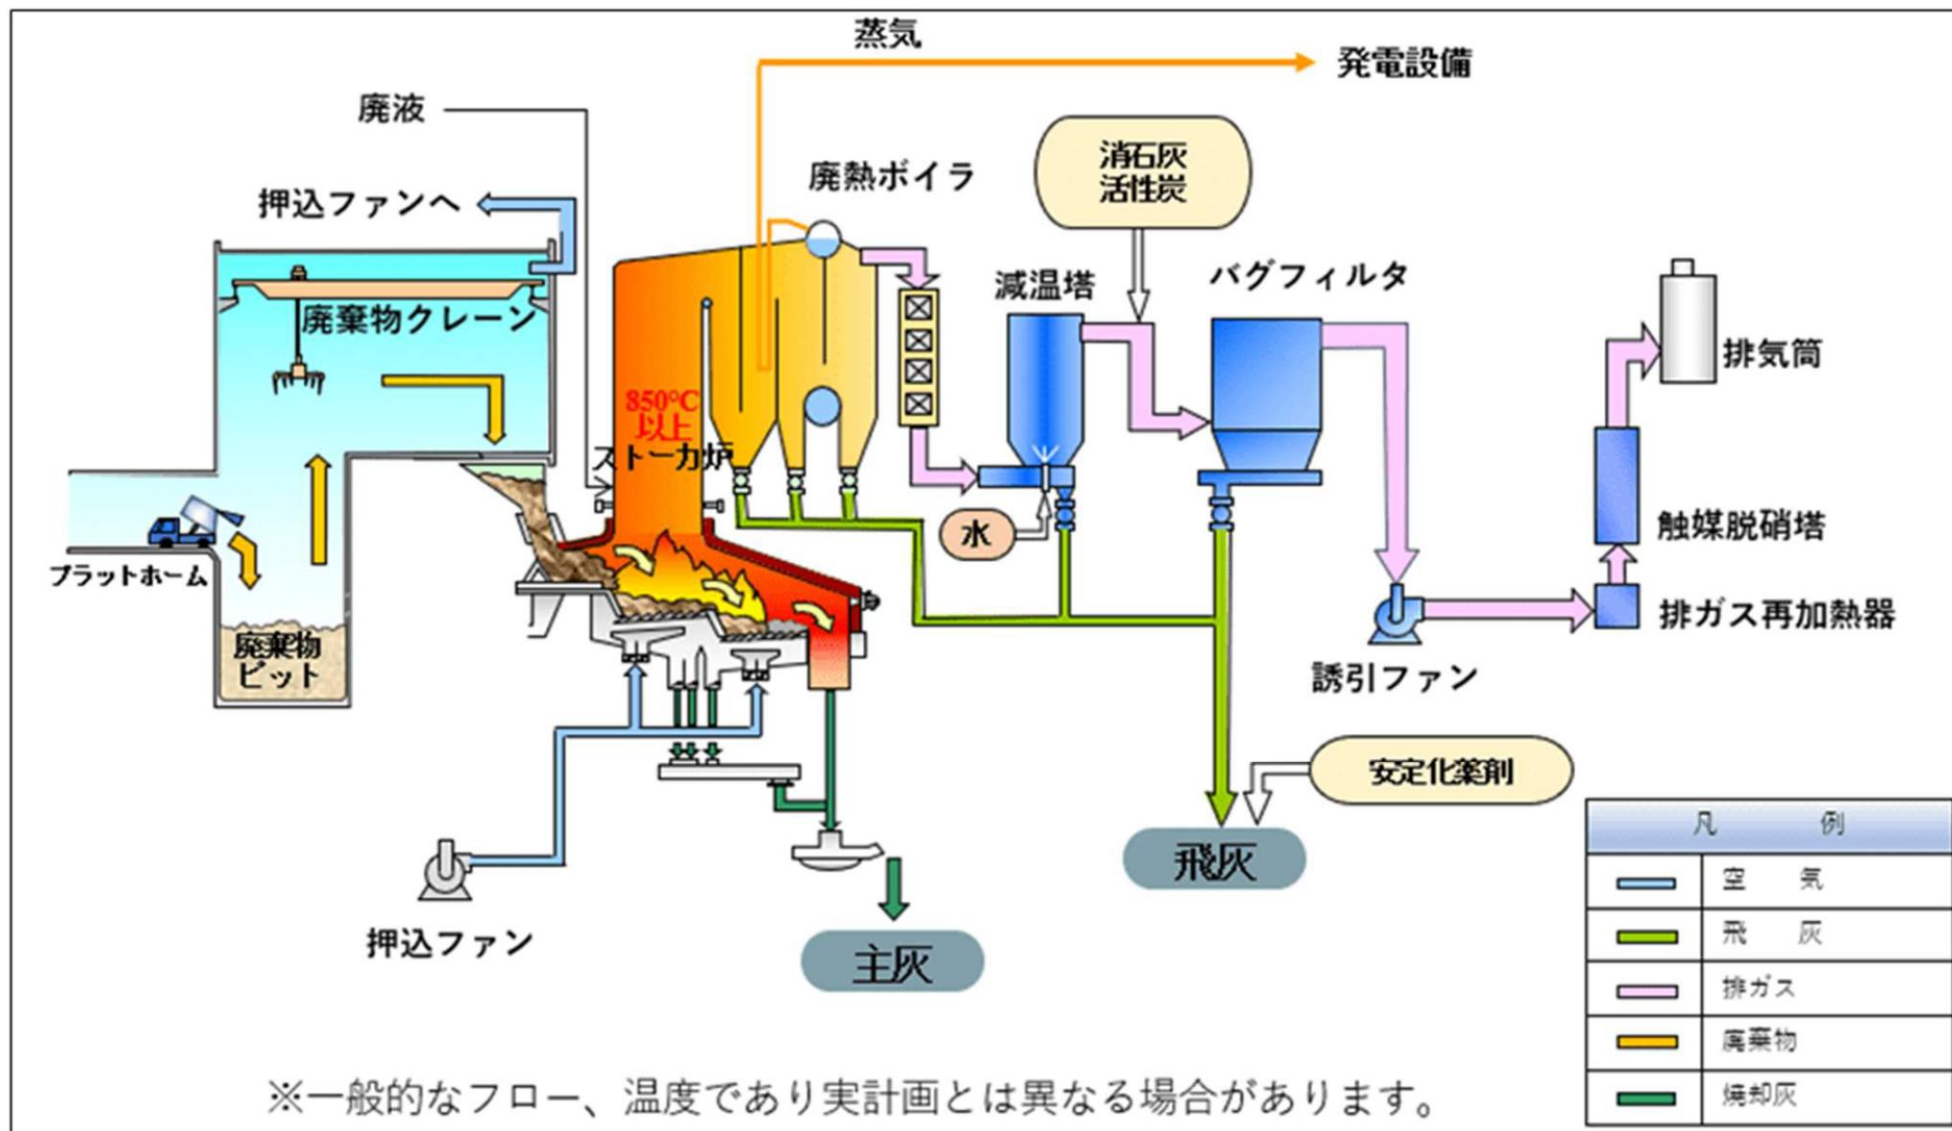 蒸気
発電設備
廃液
消石灰
活性炭
廃熱ボイラ
押込ファンへ
減温塔
バグフィルタ
廃棄物クレーン
排気筒
850℃
以上
ストーカ炉
水
触媒脱硝塔
プラットホーム
排ガス再加熱器
廃棄物
ピット
誘引ファン
安定化薬剤
飛灰
押込ファン
主灰
凡 例
空 気
飛 灰
排ガス
廃棄物
焼却灰
※一般的なフロー、温度であり実計画とは異なる場合があります。